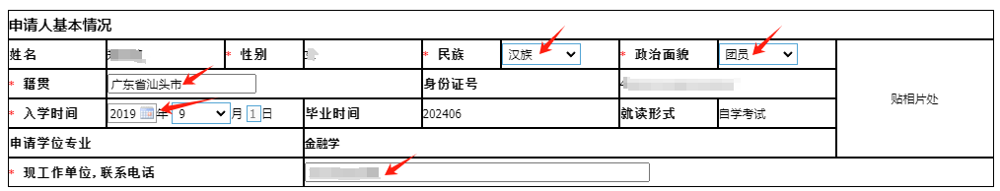 申请人基本情况
姓名 * 性别 * 民族 汉族 * 政治面貌 团员
* 籍贯 广东省汕头市 身份证号 贴相片处
* 入学时间 2019 年 9 月 1 日 毕业时间 202406 就读形式 自学考试
申请学位专业 金融学
* 现工作单位,联系电话